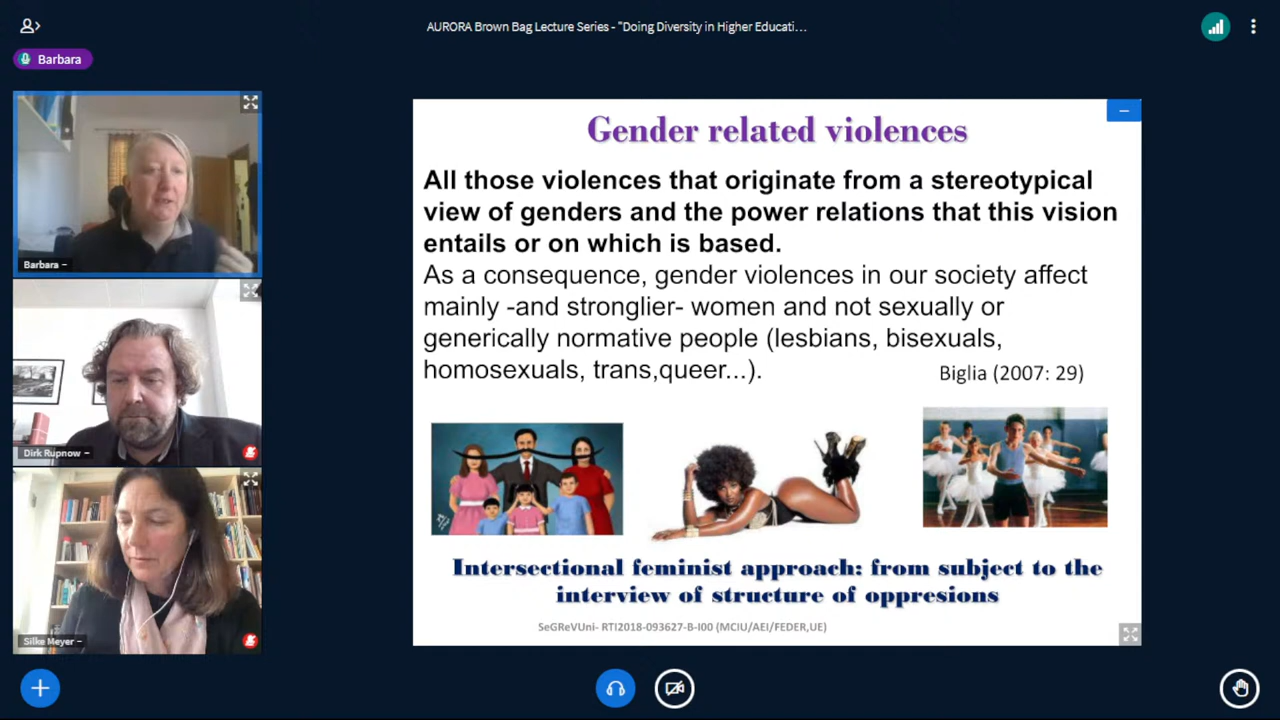 AURORA Brown Bag Lecture Series - "Doing Diversity in Higher Educati...
Barbara
Barbara
Dirk Rupnow
Silke Meyer
Gender related violences
All those violences that originate from a stereotypical
view of genders and the power relations that this vision
entails or on which is based.
As a consequence, gender violences in our society affect
mainly -and stronglier- women and not sexually or
generically normative people (lesbians, bisexuals,
homosexuals, trans,queer...).
Biglia (2007: 29)
Intersectional feminist approach: from subject to the
interview of structure of oppresions
SeGReVUni- RTI2018-093627-B-I00 (MCIU/AEI/FEDER,UE)